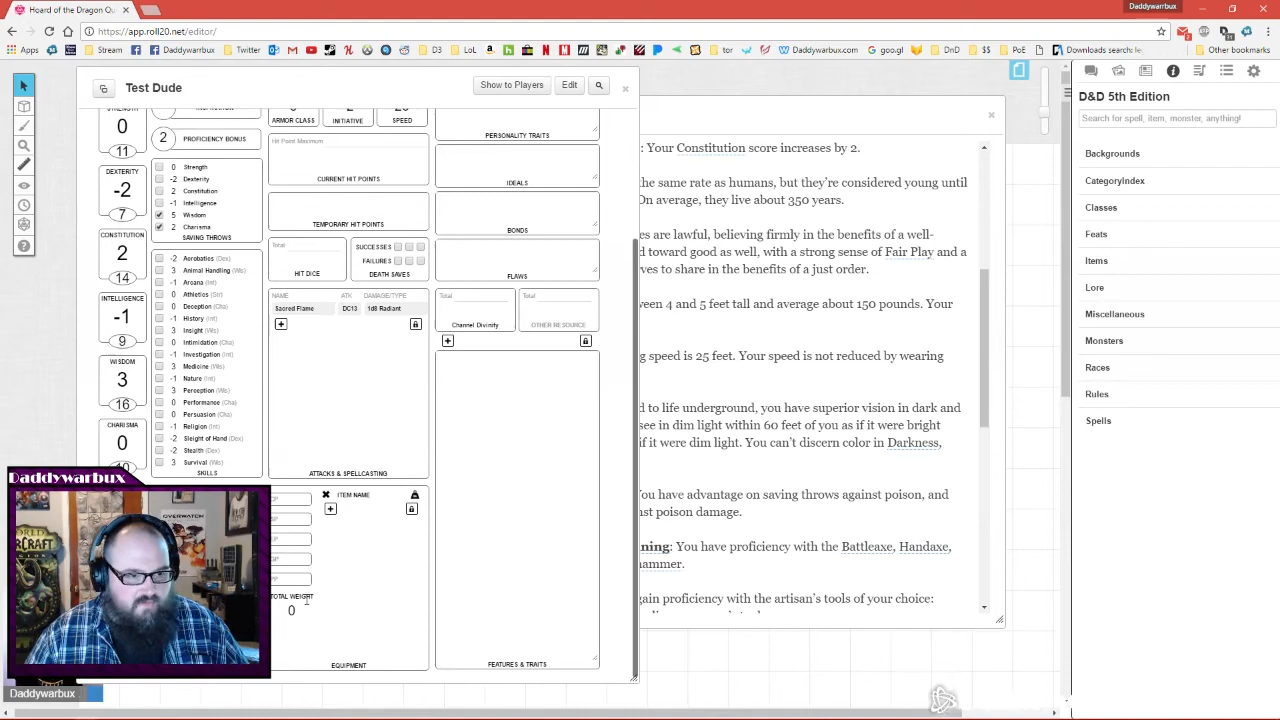 Daddywarbux
Hoard of the Dragon Qu
https://app.roll20.net/editor/
Apps
Stream
Facebook
Daddywarbux
Twitter
D3
LoL
tor
goo.gl
DnD
$$
PoE
Downloads search: leg
Other bookmarks
Test Dude
Show to Players
Edit
D&D 5th Edition
Search for spell, item, monster, anything!
Backgrounds
CategoryIndex
Classes
Feats
Items
Lore
Miscellaneous
Monsters
Races
Rules
Spells
STRENGTH
0
11
DEXTERITY
-2
7
CONSTITUTION
2
14
INTELLIGENCE
-1
9
WISDOM
3
16
CHARISMA
0
10
INSPIRATION
2 PROFICIENCY BONUS
0 Strength
-2 Dexterity
2 Constitution
-1 Intelligence
5 Wisdom
2 Charisma
SAVING THROWS
-2 Acrobatics (Dex)
3 Animal Handling (Wis)
-1 Arcana (Int)
0 Athletics (Str)
0 Deception (Cha)
-1 History (Int)
3 Insight (Wis)
0 Intimidation (Cha)
-1 Investigation (Int)
3 Medicine (Wis)
-1 Nature (Int)
3 Perception (Wis)
0 Performance (Cha)
0 Persuasion (Cha)
-1 Religion (Int)
-2 Sleight of Hand (Dex)
-2 Stealth (Dex)
3 Survival (Wis)
SKILLS
ARMOR CLASS
INITIATIVE
SPEED
Hit Point Maximum
CURRENT HIT POINTS
TEMPORARY HIT POINTS
Total
HIT DICE
SUCCESSES
FAILURES
DEATH SAVES
NAME ATK DAMAGE/TYPE
Sacred Flame DC13 1d8 Radiant
ATTACKS & SPELLCASTING
CP
SP
EP
GP
PP
ITEM NAME
TOTAL WEIGHT
0
EQUIPMENT
PERSONALITY TRAITS
IDEALS
BONDS
FLAWS
Total
Channel Divinity
Total
OTHER RESOURCE
FEATURES & TRAITS
: Your Constitution score increases by 2.
the same rate as humans, but they're considered young until
On average, they live about 350 years.
es are lawful, believing firmly in the benefits of a well-
d toward good as well, with a strong sense of Fair Play and a
ves to share in the benefits of a just order.
ween 4 and 5 feet tall and average about 150 pounds. Your
g speed is 25 feet. Your speed is not reduced by wearing
d to life underground, you have superior vision in dark and
see in dim light within 60 feet of you as if it were bright
if it were dim light. You can't discern color in Darkness,
You have advantage on saving throws against poison, and
nst poison damage.
ning: You have proficiency with the Battleaxe, Handaxe,
hammer.
gain proficiency with the artisan's tools of your choice:
Daddywarbux
OVERWATCH
Daddywarbux